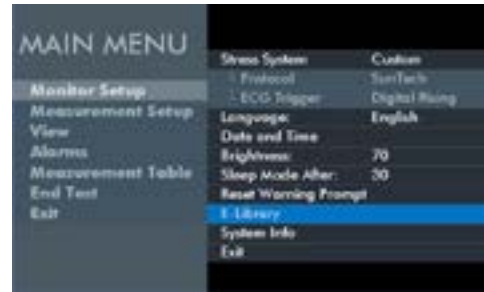 MAIN MENU
Monitor Setup
Measurement Setup
View
Alarms
Measurement Table
End Test
Exit
Stress System Custom
Protocol SunTech
ECG Trigger Digital Rising
Language: English
Date and Time
Brightness: 70
Sleep Mode After: 30
Reset Warning Prompt
E-Library
System Info
Exit